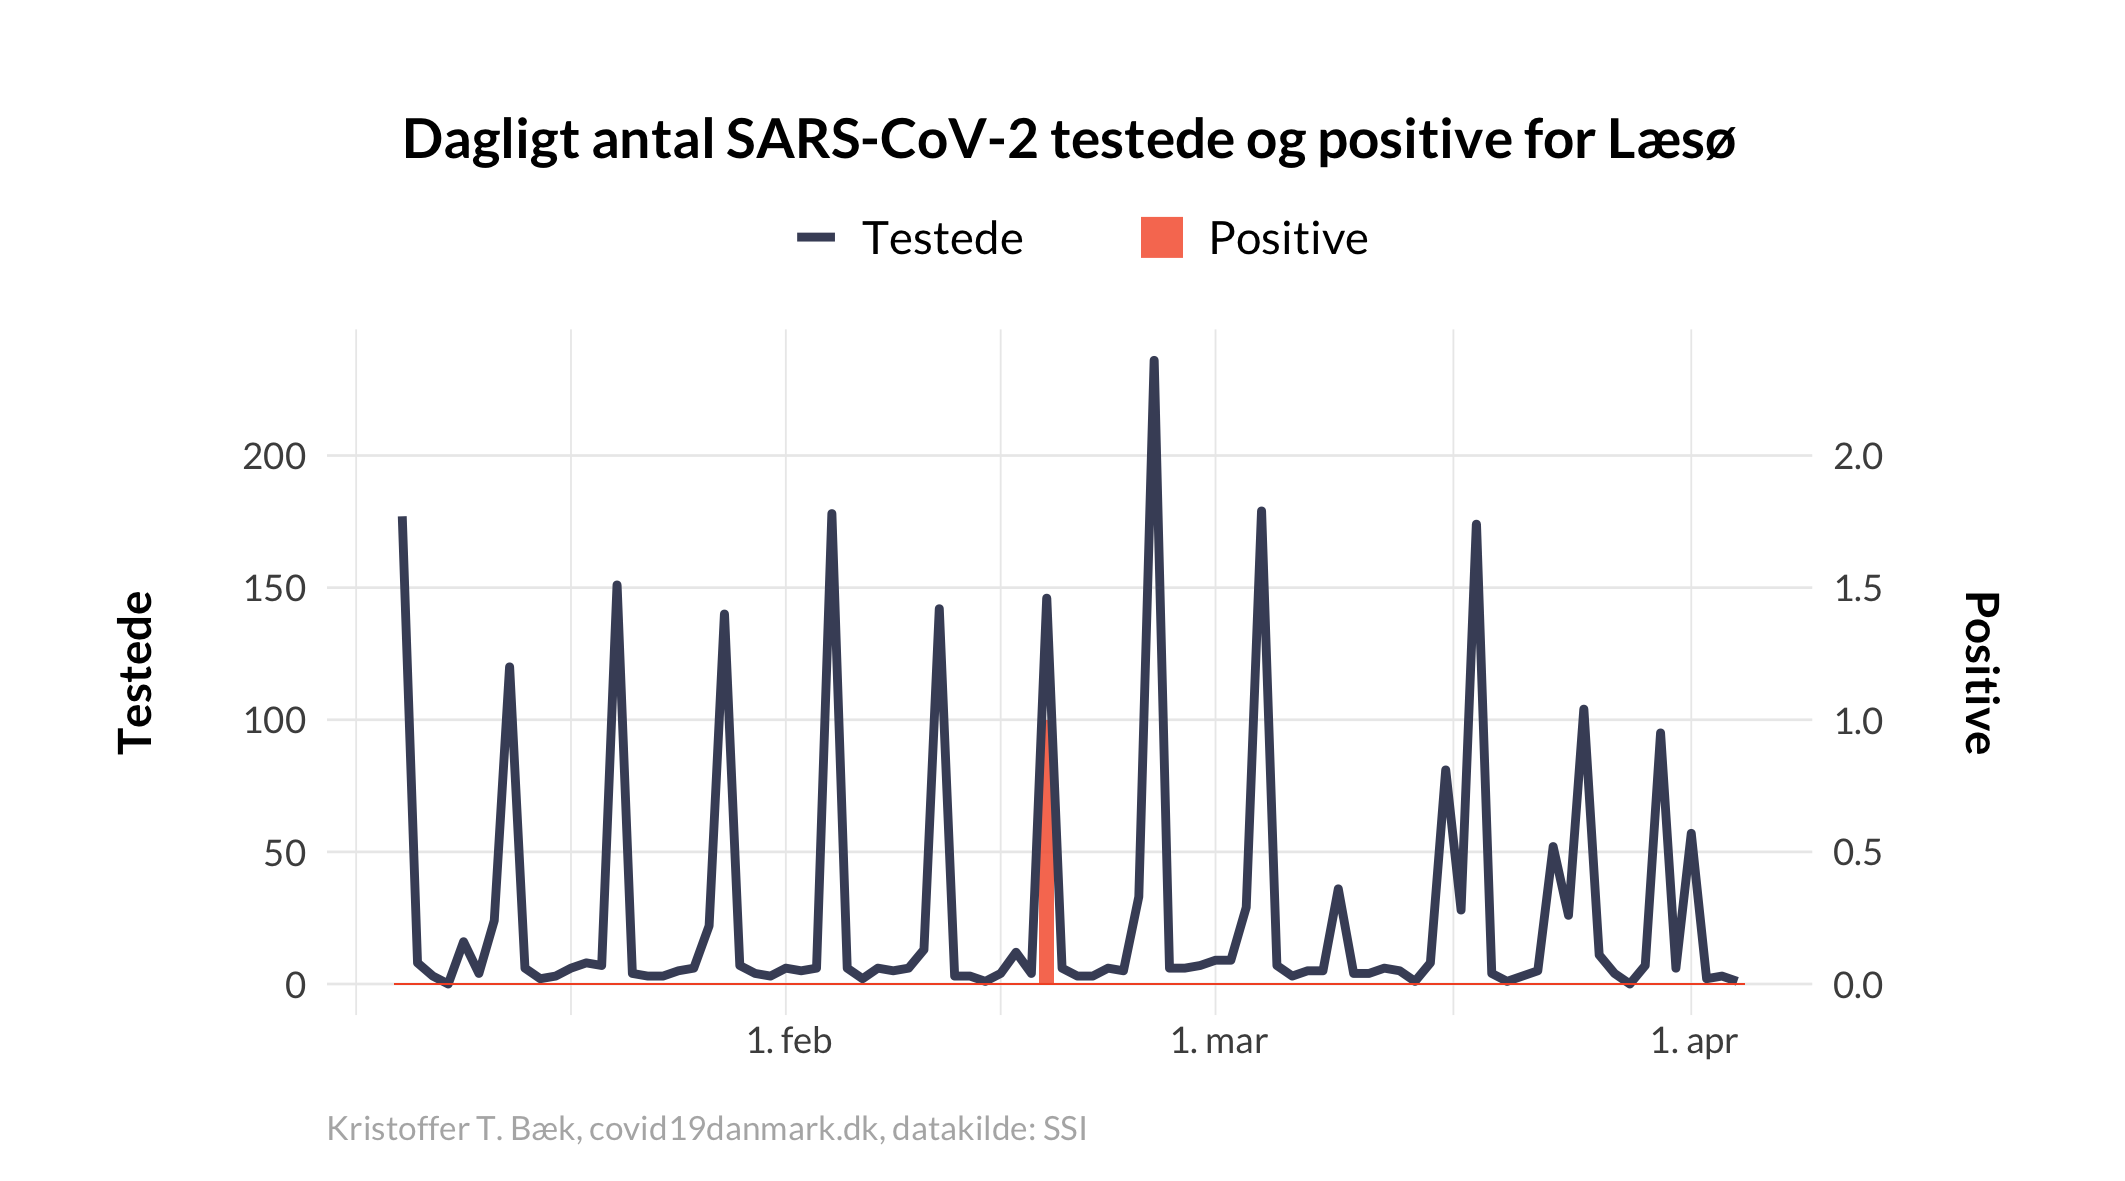 Dagligt antal SARS-CoV-2 testede og positive for Læsø
Testede Positive
Testede
200
150
100
50
0
2.0
1.5
1.0
0.5
0.0
Positive
1. feb 1. mar 1. apr
Kristoffer T. Bæk, covid19danmark.dk, datakilde: SSI